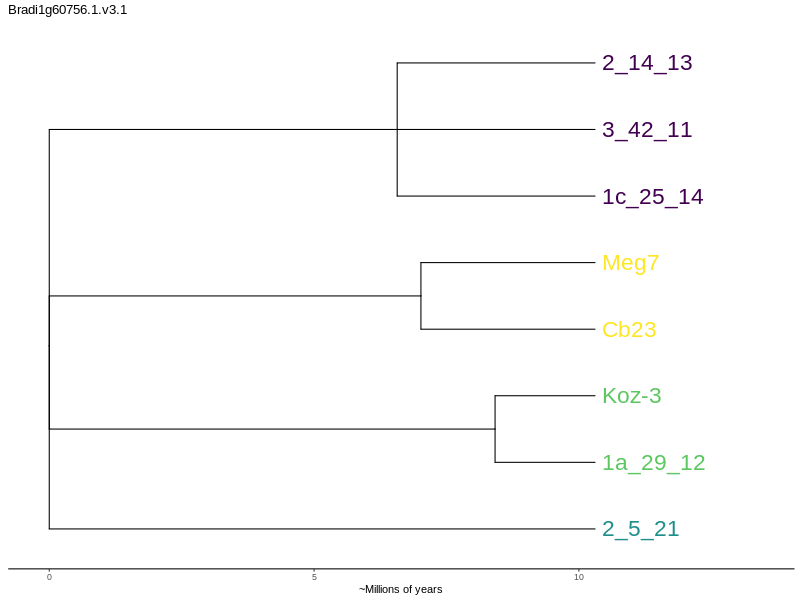 Bradi1g60756.1.v3.1
2_14_13
3_42_11
1c_25_14
Meg7
Cb23
Koz-3
1a_29_12
2_5_21
0 5 10
~Millions of years